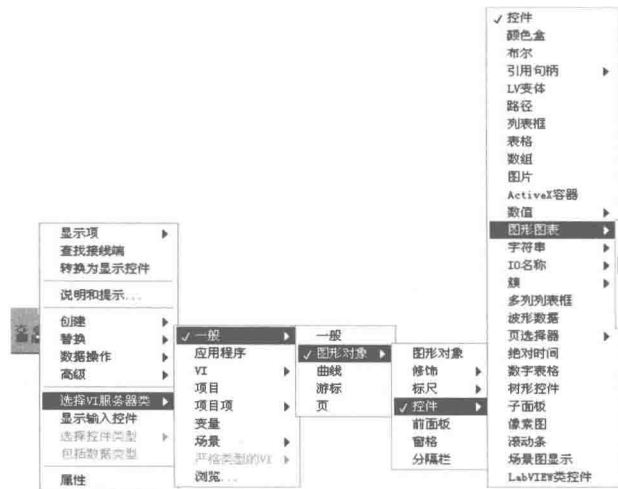 显示项
查找接线端
转换为显示控件
说明和提示...
创建
替换
数据操作
高级
选择VI服务器类
显示输入控件
选择控件类型
包括数据类型
属性
一般
应用程序
VI
项目
项目项
变量
场景
严格类型的VI
浏览...
一般
图形对象
曲线
游标
页
图形对象
修饰
标尺
控件
前面板
窗格
分隔栏
控件
颜色盒
布尔
引用句柄
LV变体
路径
列表框
表格
数组
图片
ActiveX容器
数值
图形图表
字符串
IO名称
簇
多列列表框
波形数据
页选择器
绝对时间
数字表格
树形控件
子面板
像素图
滚动条
场景图显示
LabVIEW类控件